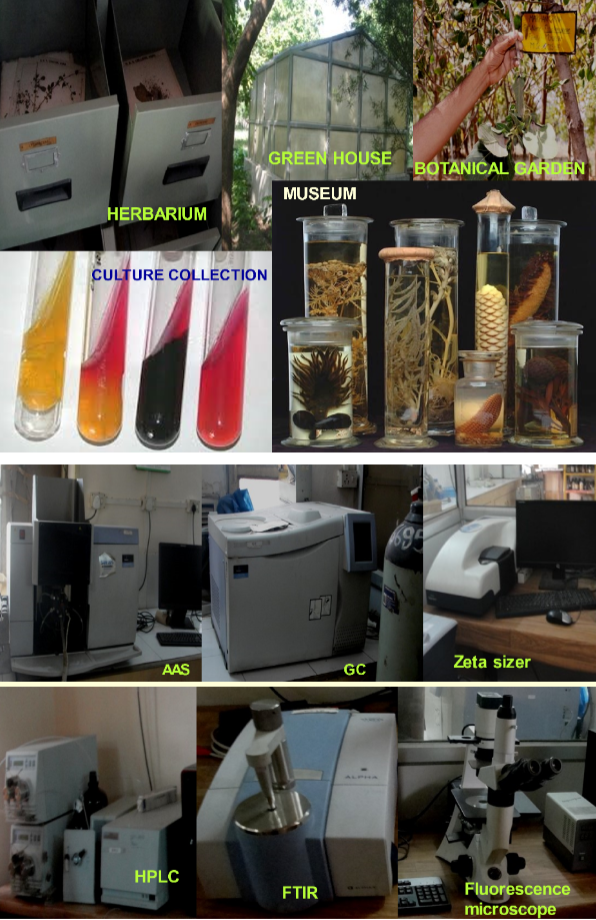 GREEN HOUSE
BOTANICAL GARDEN
HERBARIUM
MUSEUM
CULTURE COLLECTION
AAS
GC
Zeta sizer
HPLC
ALPHA
FTIR
Fluorescence
microscope